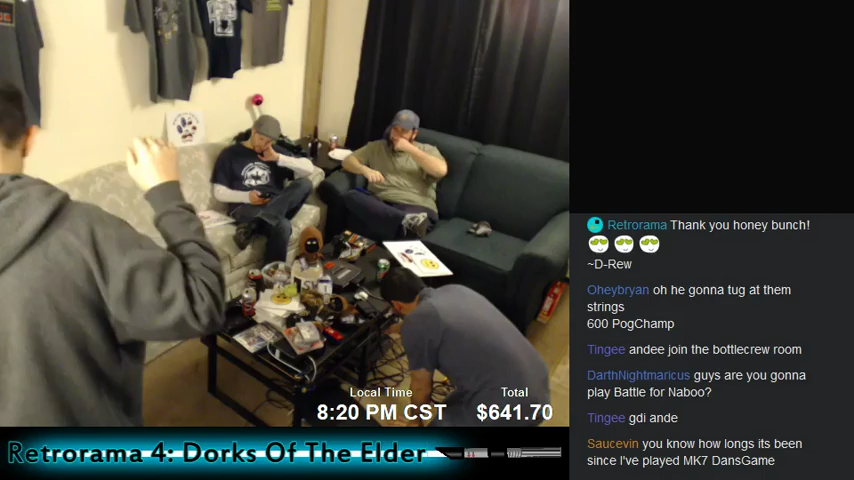 Retrorama Thank you honey bunch!
~D-Rew
Oheybryan oh he gonna tug at them
strings
600 PogChamp
Tingee andee join the bottlecrew room
DarthNightmaricus guys are you gonna
play Battle for Naboo?
Tingee gdi ande
Saucevin you know how longs its been
since I've played MK7 DansGame
Local Time
8:20 PM CST
Total
$641.70
Retrorama 4: Dorks Of The Elder